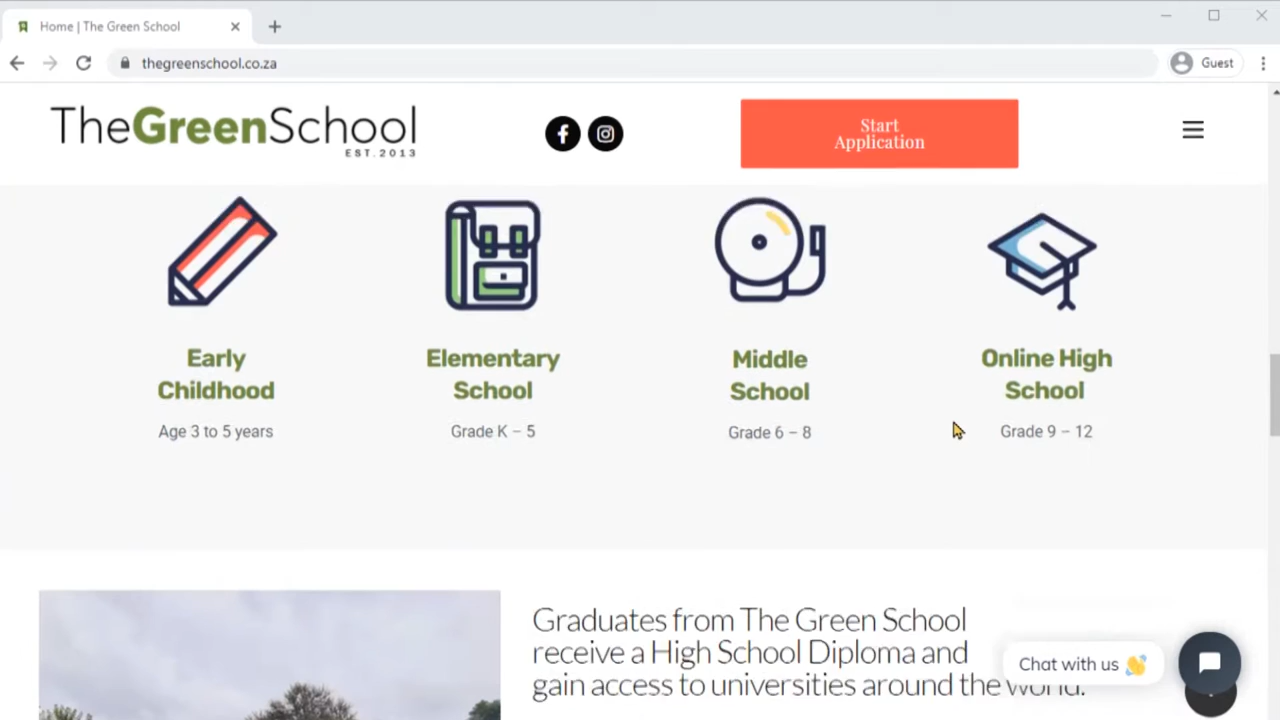 Home | The Green School
thegreenschool.co.za
Guest
TheGreenSchool
EST.2013
Start
Application
Early
Childhood
Age 3 to 5 years
Elementary
School
Grade K – 5
Middle
School
Grade 6 – 8
Online High
School
Grade 9 – 12
Graduates from The Green School
receive a High School Diploma and
gain access to universities around the world.
Chat with us 👋